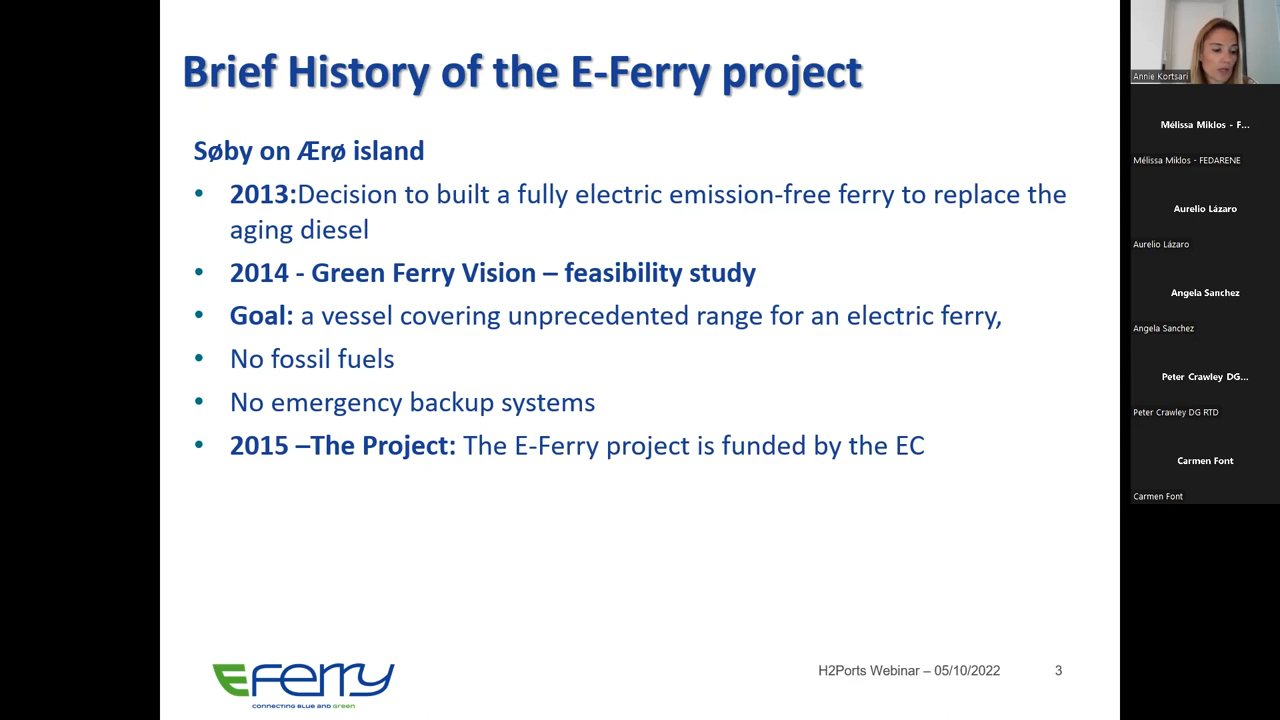 Brief History of the E-Ferry project
Søby on Ærø island
• 2013:Decision to built a fully electric emission-free ferry to replace the
aging diesel
• 2014 - Green Ferry Vision – feasibility study
• Goal: a vessel covering unprecedented range for an electric ferry,
• No fossil fuels
• No emergency backup systems
• 2015 –The Project: The E-Ferry project is funded by the EC
EFerry
CONNECTING BLUE AND GREEN
H2Ports Webinar – 05/10/2022
3
Annie Kortsari
Mélissa Miklos - F...
Mélissa Miklos - FEDARENE
Aurelio Lázaro
Aurelio Lázaro
Angela Sanchez
Angela Sanchez
Peter Crawley DG...
Peter Crawley DG RTD
Carmen Font
Carmen Font